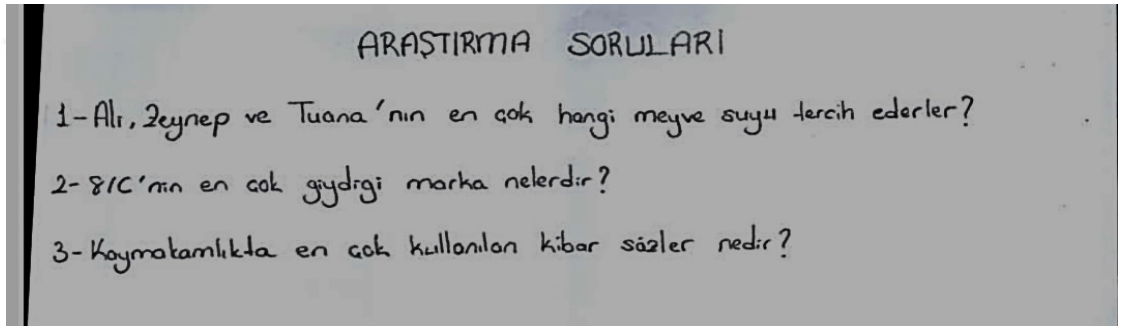 ARAŞTIRMA SORULARI
1-Ali, Zeynep ve Tuana'nın en çok hangi meyve suyu tercih ederler?
2-8/C'nin en çok giydigi marka nelerdir?
3-Kaymakamlıkta en çok kullanılan kibar sözler nedir?